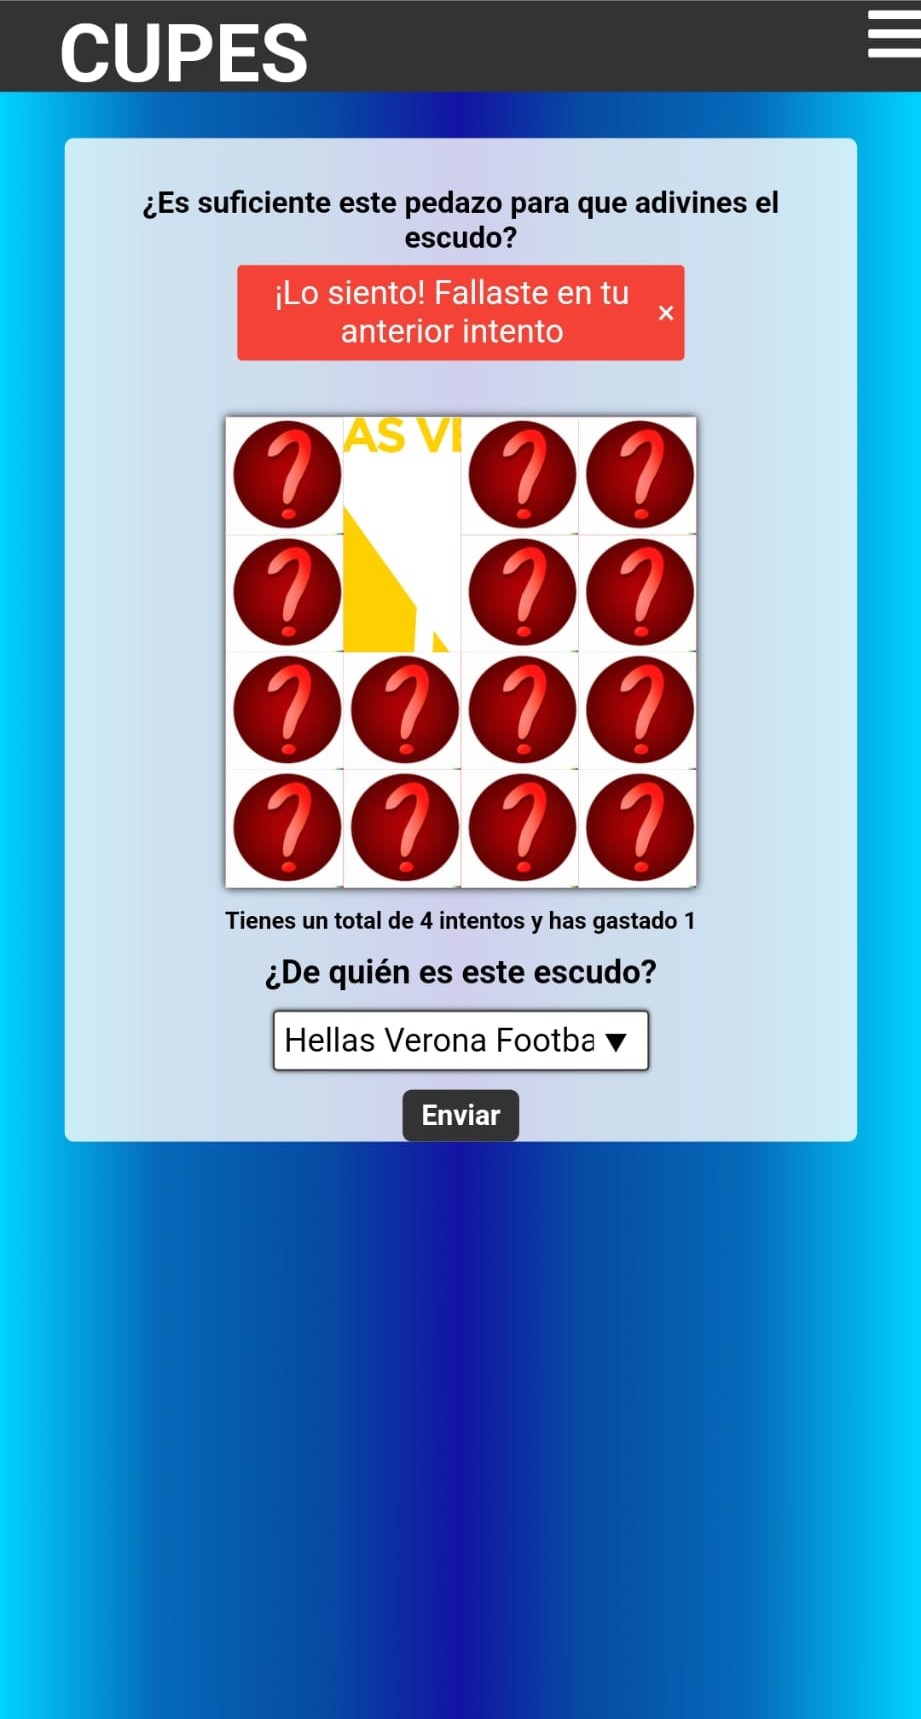 CUPES
¿Es suficiente este pedazo para que adivines el
escudo?
¡Lo siento! Fallaste en tu
anterior intento
×
AS VE
Tienes un total de 4 intentos y has gastado 1
¿De quién es este escudo?
Hellas Verona Footba ▼
Enviar